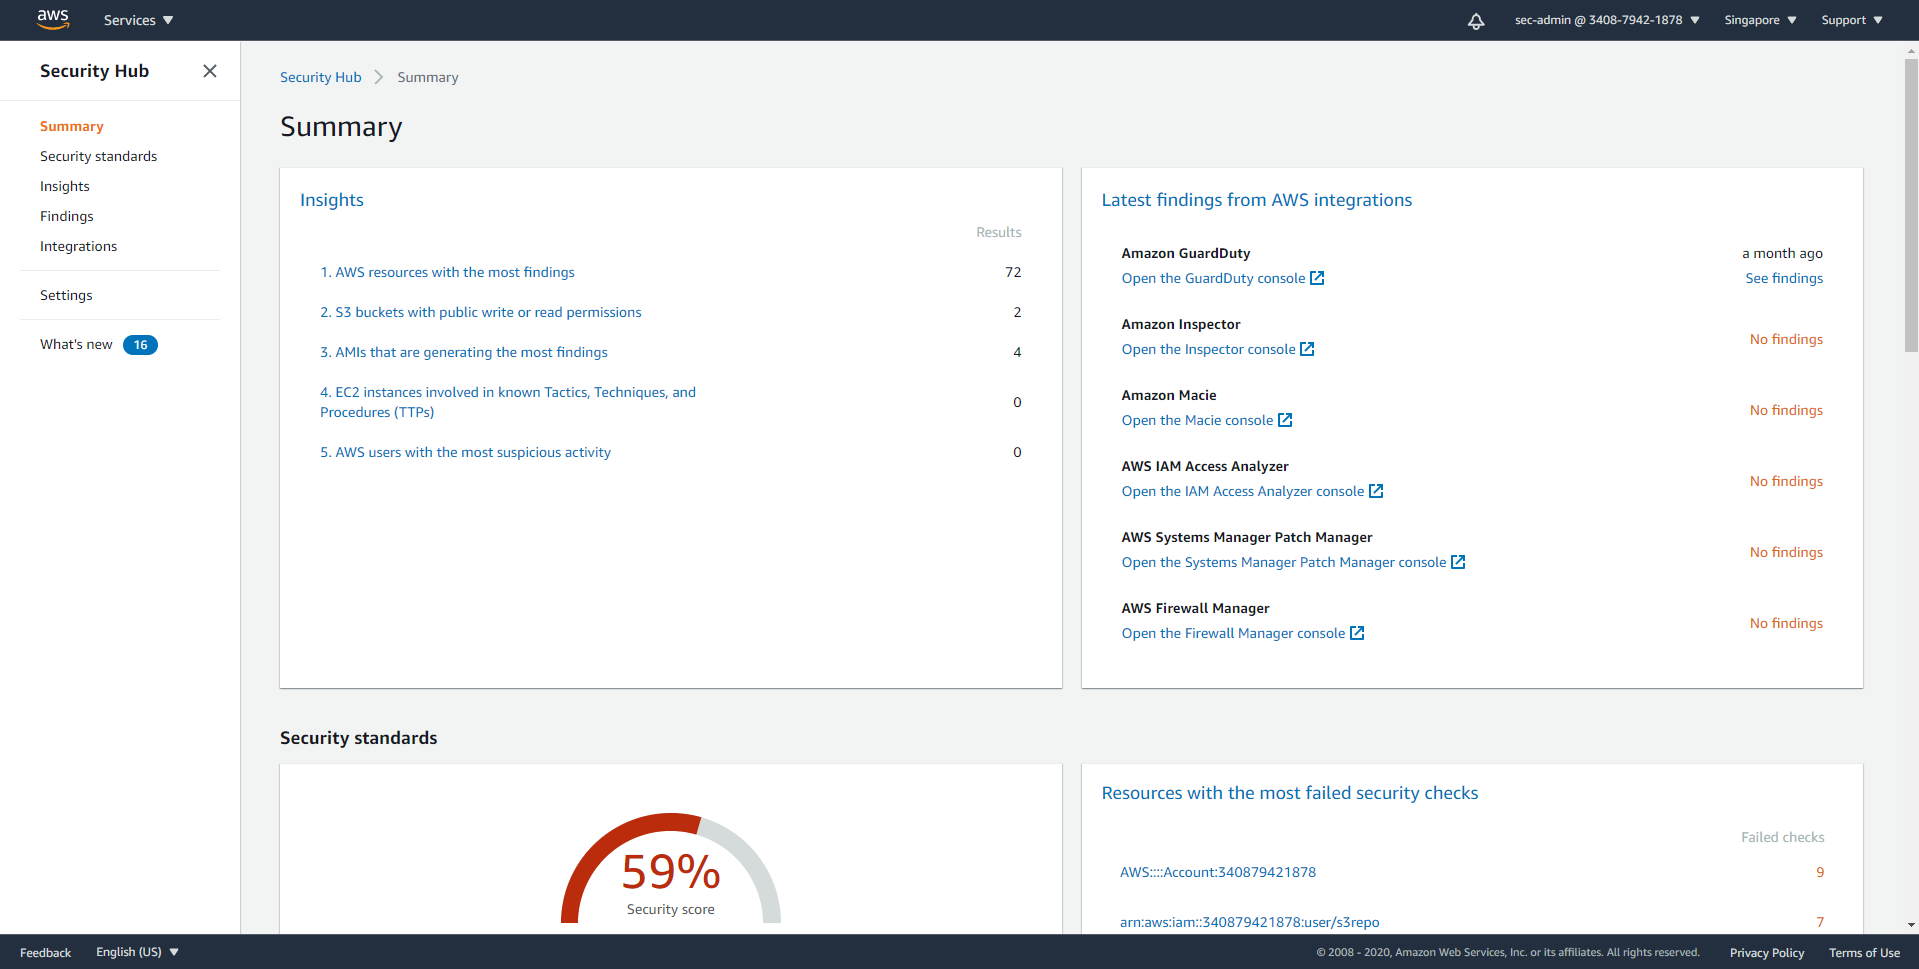 aws
Services
sec-admin @ 3408-7942-1878
Singapore
Support
Security Hub
Summary
Security standards
Insights
Findings
Integrations
Settings
What's new 16
Security Hub Summary
Summary
Insights
Results
1. AWS resources with the most findings 72
2. S3 buckets with public write or read permissions 2
3. AMIs that are generating the most findings 4
4. EC2 instances involved in known Tactics, Techniques, and
Procedures (TTPs) 0
5. AWS users with the most suspicious activity 0
Latest findings from AWS integrations
Amazon GuardDuty a month ago
Open the GuardDuty console See findings
Amazon Inspector
Open the Inspector console
No findings
Amazon Macie
Open the Macie console
No findings
AWS IAM Access Analyzer
Open the IAM Access Analyzer console
No findings
AWS Systems Manager Patch Manager
Open the Systems Manager Patch Manager console
No findings
AWS Firewall Manager
Open the Firewall Manager console
No findings
Security standards
59%
Security score
Resources with the most failed security checks
Failed checks
AWS::::Account:340879421878 9
arn:aws:iam::340879421878:user/s3repo 7
Feedback
English (US)
© 2008 - 2020, Amazon Web Services, Inc. or its affiliates. All rights reserved.
Privacy Policy
Terms of Use